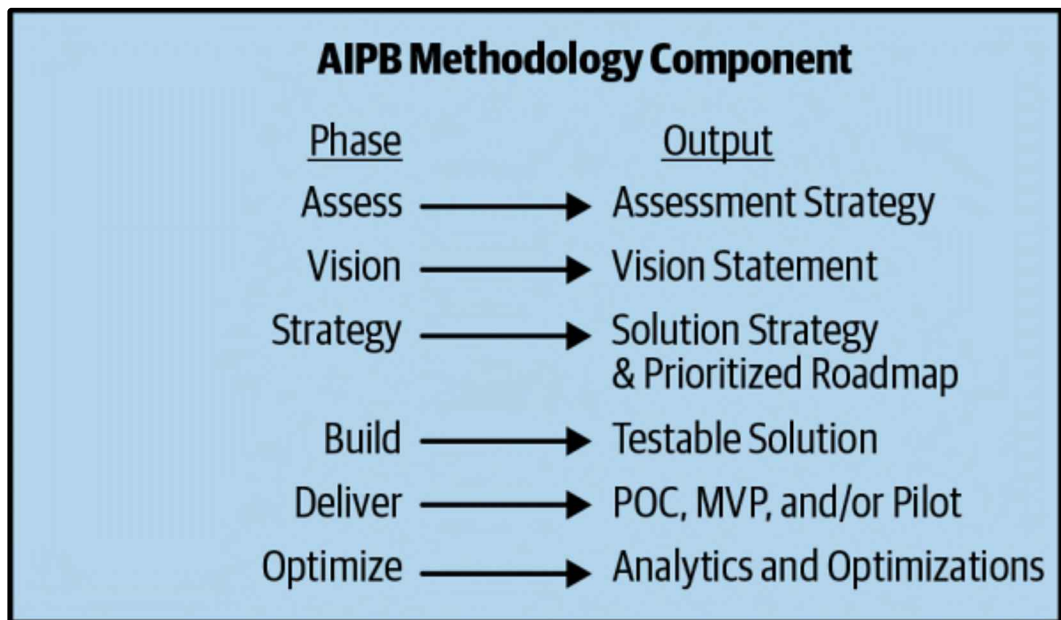 AIPB Methodology Component
Phase Output
Assess Assessment Strategy
Vision Vision Statement
Strategy Solution Strategy
& Prioritized Roadmap
Build Testable Solution
Deliver POC, MVP, and/or Pilot
Optimize Analytics and Optimizations